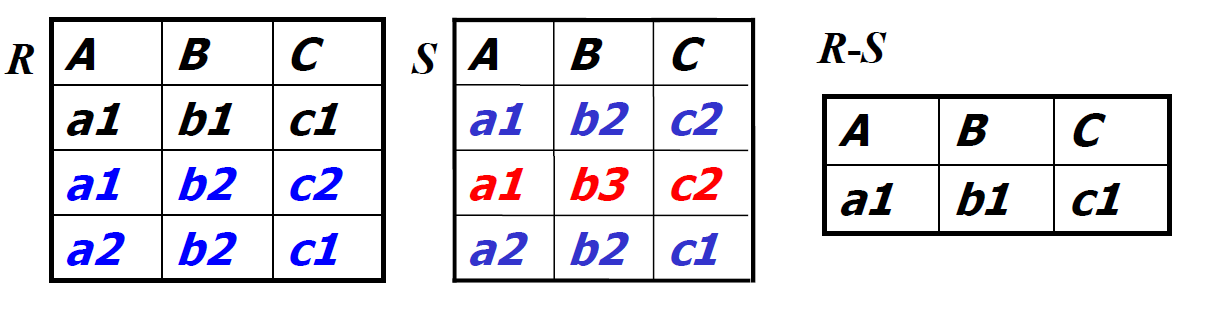 R
A B C
a1 b1 c1
a1 b2 c2
a2 b2 c1
S
A B C
a1 b2 c2
a1 b3 c2
a2 b2 c1
R-S
A B C
a1 b1 c1